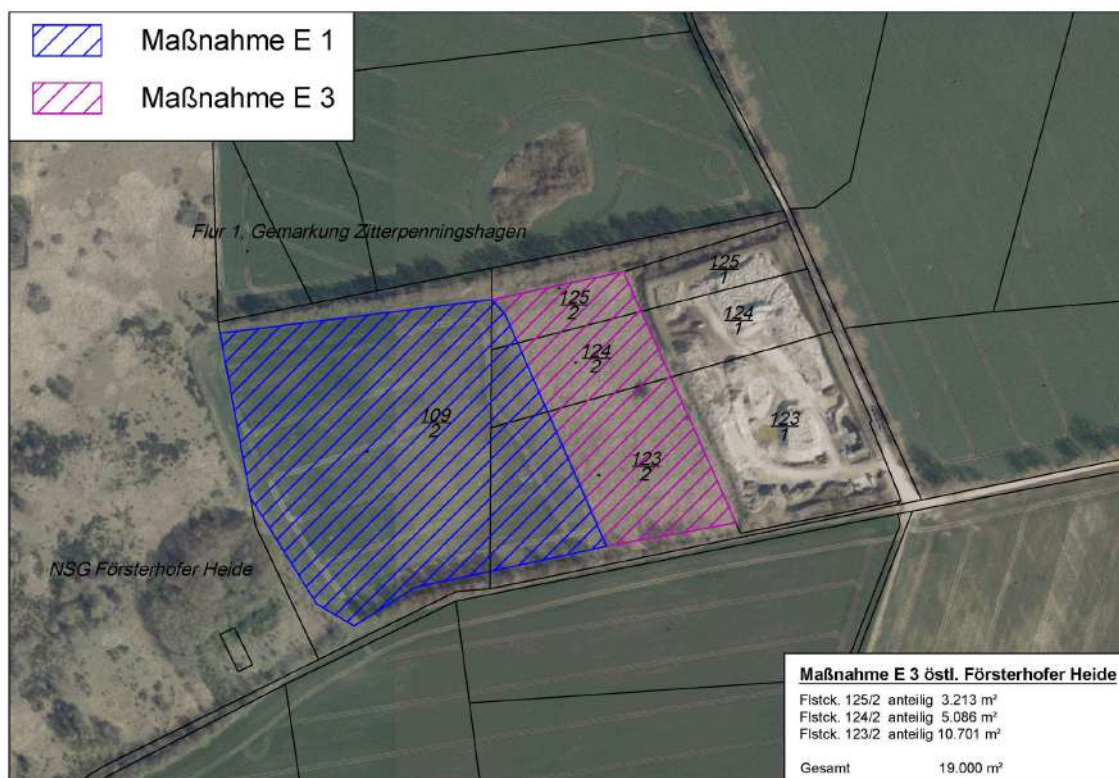 Maßnahme E 1
Maßnahme E 3
Flur 1, Gemarkung Zitterpenningshagen
125
1
125
2
124
1
124
2
109
2
123
1
123
2
NSG Försterhofer Heide
Maßnahme E 3 östl. Försterhofer Heide
Flstck. 125/2 anteilig 3.213 m²
Flstck. 124/2 anteilig 5.086 m²
Flstck. 123/2 anteilig 10.701 m²
Gesamt 19.000 m²